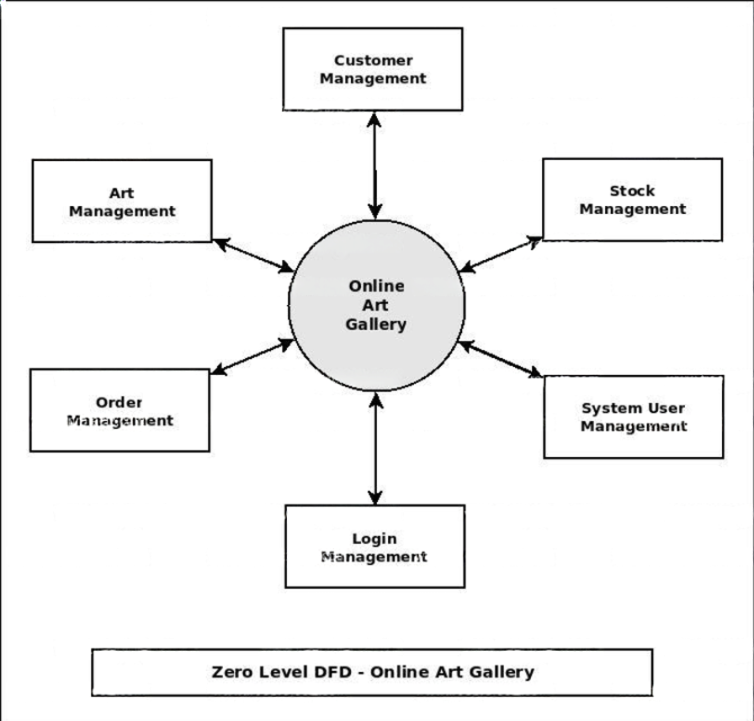 Customer
Management
Art
Management
Stock
Management
Online
Art
Gallery
Order
Management
System User
Management
Login
Management
Zero Level DFD - Online Art Gallery